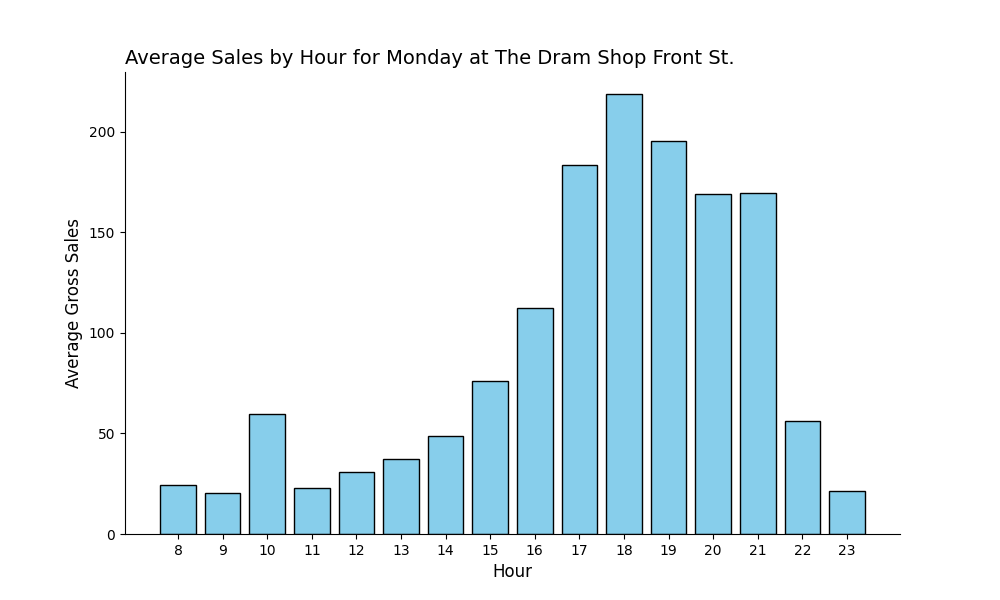 Average Sales by Hour for Monday at The Dram Shop Front St.
Average Gross Sales
200
150
100
50
0
8 9 10 11 12 13 14 15 16 17 18 19 20 21 22 23
Hour